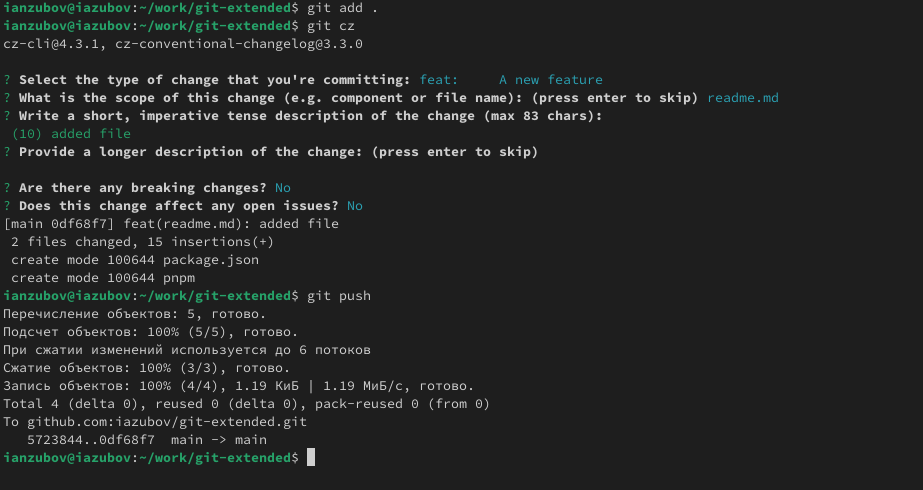 ianzubov@iazubov:~/work/git-extended$ git add .
ianzubov@iazubov:~/work/git-extended$ git cz
cz-cli@4.3.1, cz-conventional-changelog@3.3.0
? Select the type of change that you're committing: feat:     A new feature
? What is the scope of this change (e.g. component or file name): (press enter to skip) readme.md
? Write a short, imperative tense description of the change (max 83 chars):
 (10) added file
? Provide a longer description of the change: (press enter to skip)
? Are there any breaking changes? No
? Does this change affect any open issues? No
[main 0df68f7] feat(readme.md): added file
 2 files changed, 15 insertions(+)
 create mode 100644 package.json
 create mode 100644 pnpm
ianzubov@iazubov:~/work/git-extended$ git push
Перечисление объектов: 5, готово.
Подсчет объектов: 100% (5/5), готово.
При сжатии изменений используется до 6 потоков
Сжатие объектов: 100% (3/3), готово.
Запись объектов: 100% (4/4), 1.19 КиБ | 1.19 МиБ/с, готово.
Total 4 (delta 0), reused 0 (delta 0), pack-reused 0 (from 0)
To github.com:iazubov/git-extended.git
   5723844..0df68f7  main -> main
ianzubov@iazubov:~/work/git-extended$